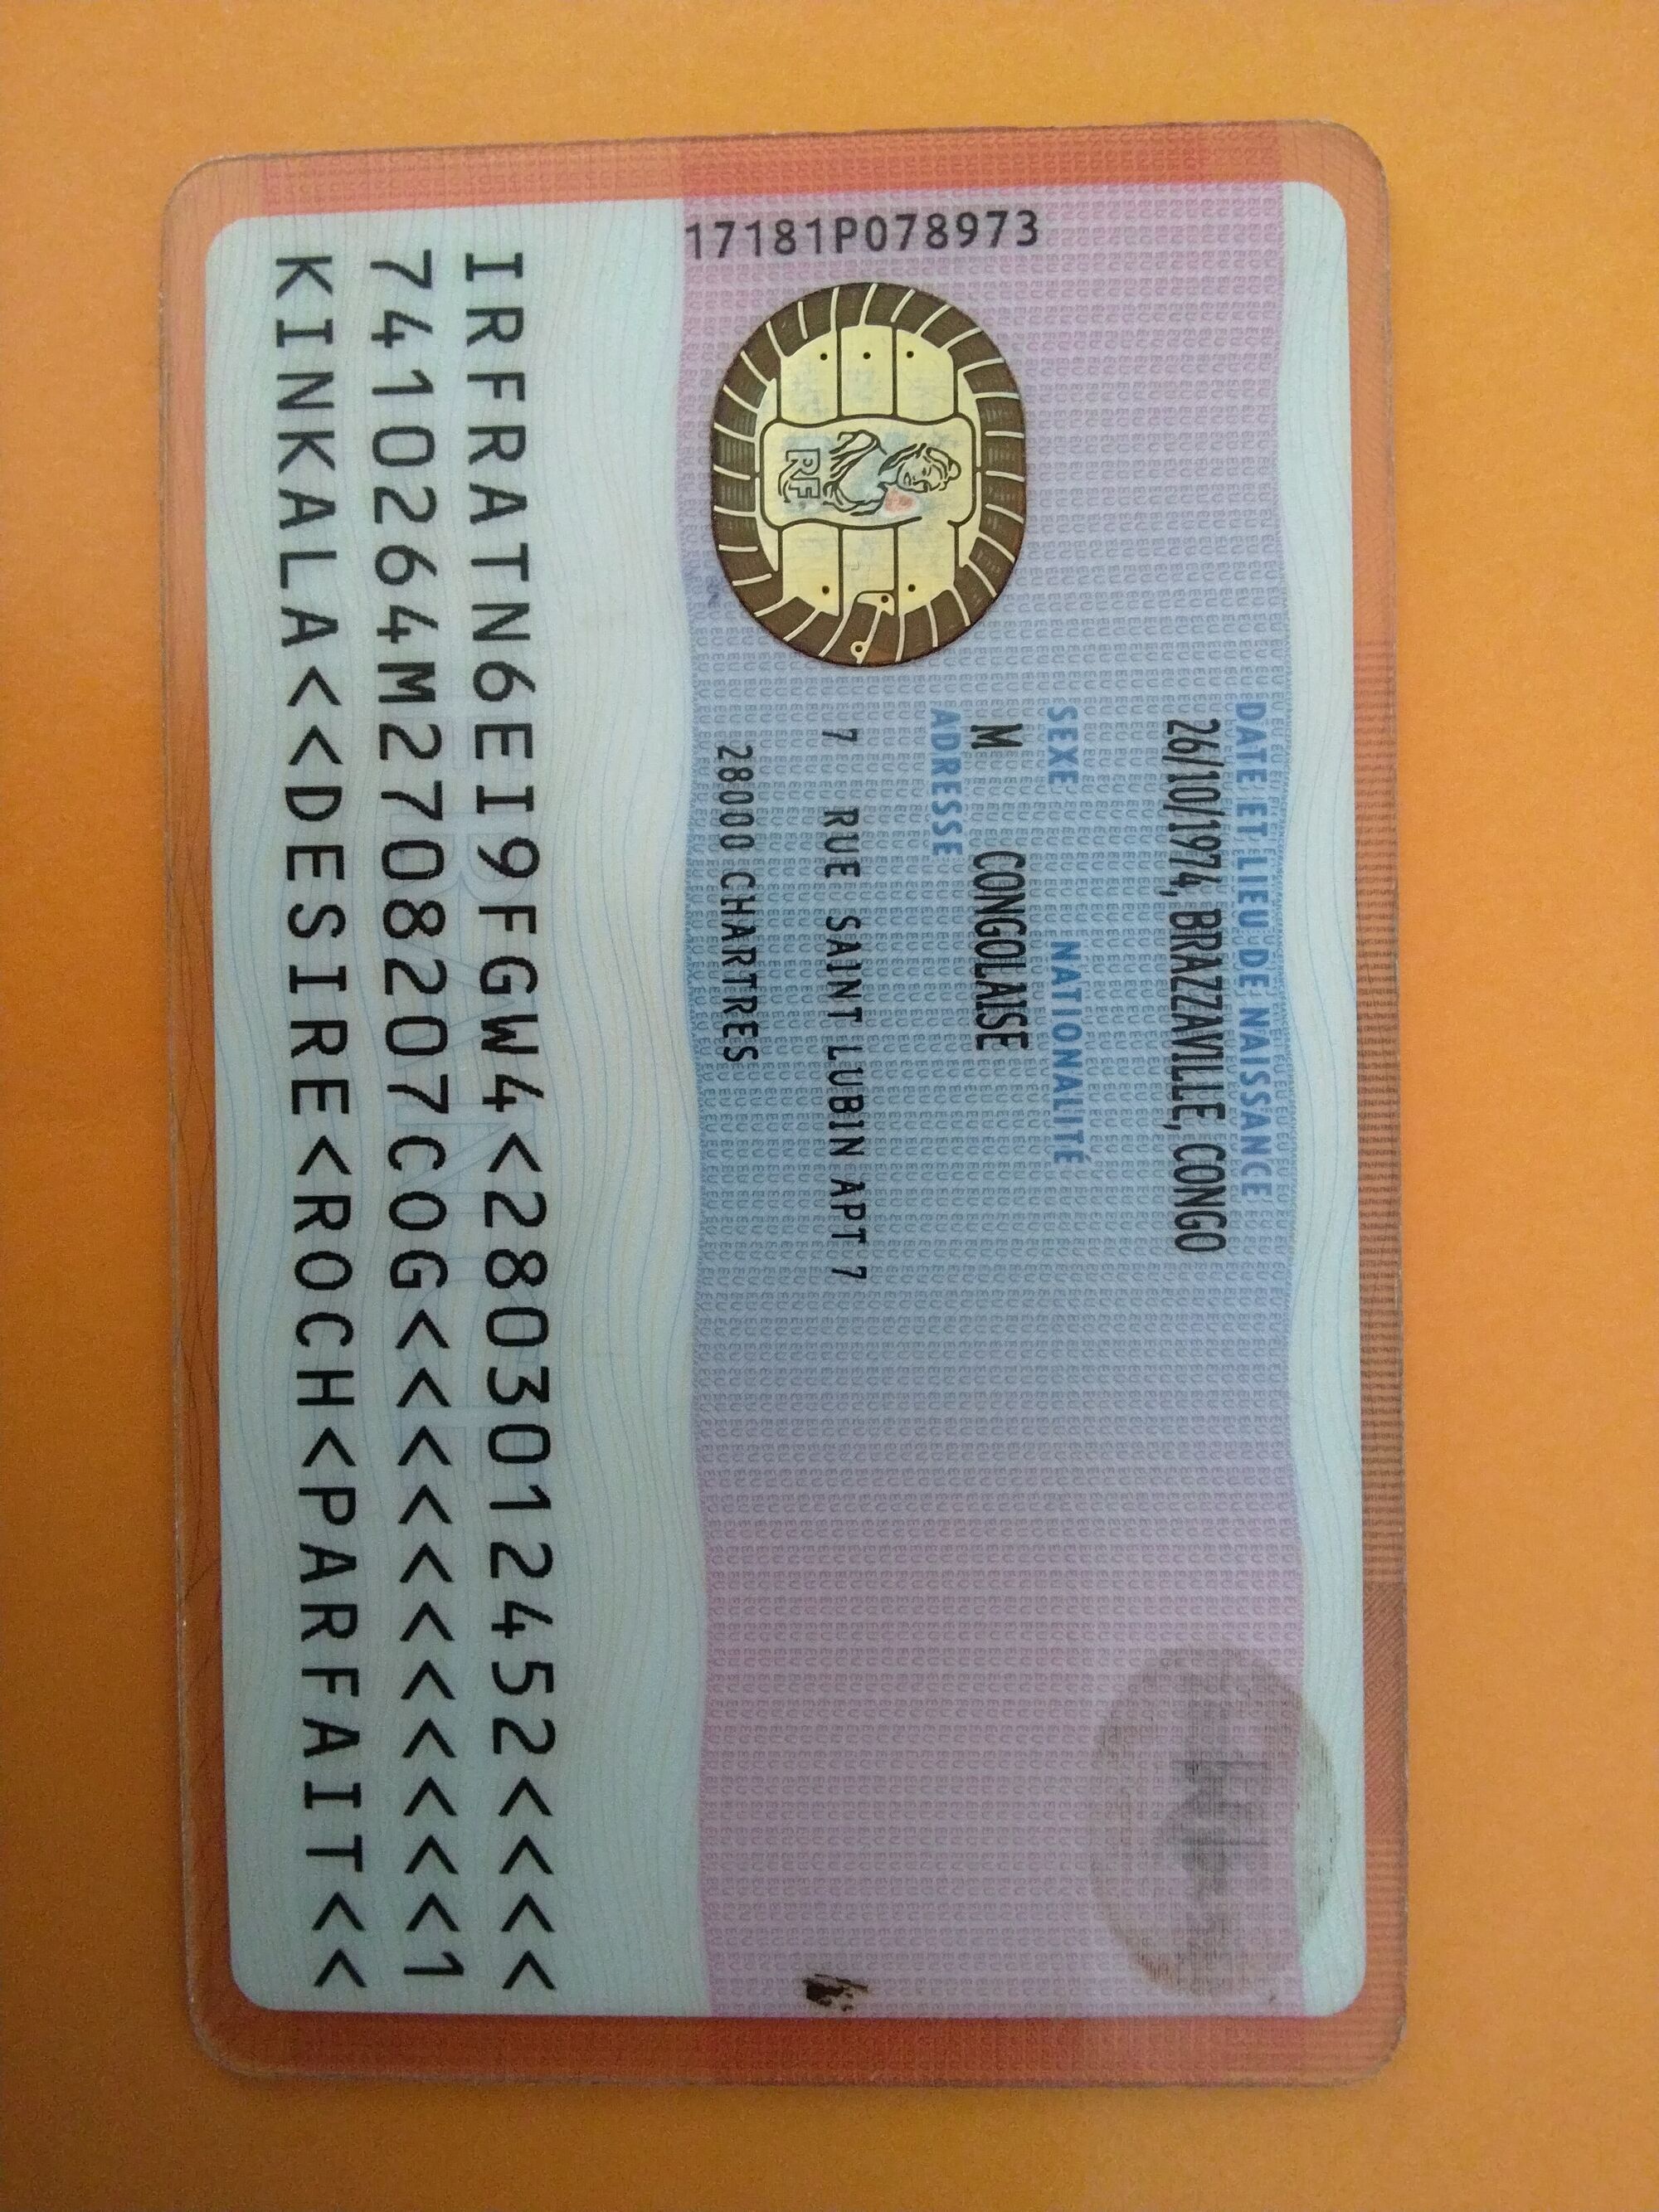 DATE ET LIEU DE NAISSANCE
26/10/1974, BRAZZAVILLE, CONGO
SEXE NATIONALITÉ
M CONGOLAISE
ADRESSE
7 RUE SAINT LUBIN APT 7
28000 CHARTRES
17181P078973
RF
IRFRATN6EI9FGW4<2803012452<<<<
7410264M2708207COG<<<<<<<<<<<1
KINKALA<<DESIRE<ROCH<PARFAIT<<